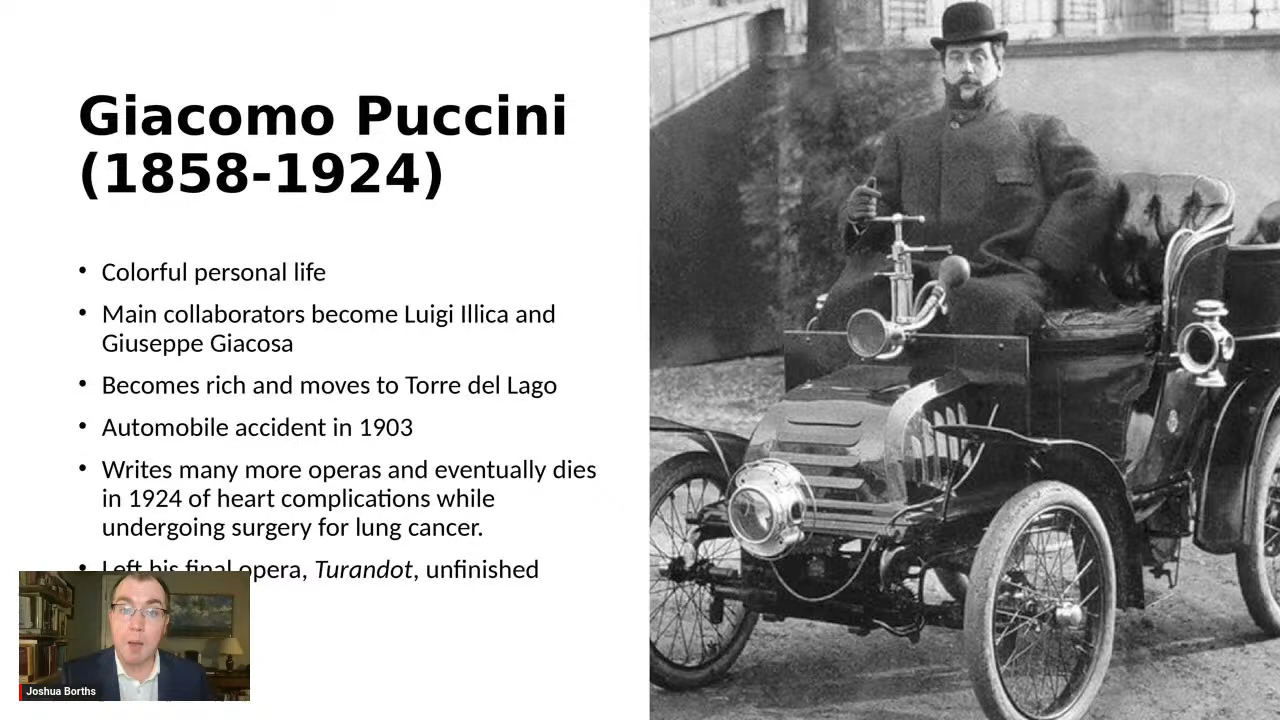 Giacomo Puccini
(1858-1924)
• Colorful personal life
• Main collaborators become Luigi Illica and
Giuseppe Giacosa
• Becomes rich and moves to Torre del Lago
• Automobile accident in 1903
• Writes many more operas and eventually dies
in 1924 of heart complications while
undergoing surgery for lung cancer.
• Left his final opera, Turandot, unfinished
Joshua Borths